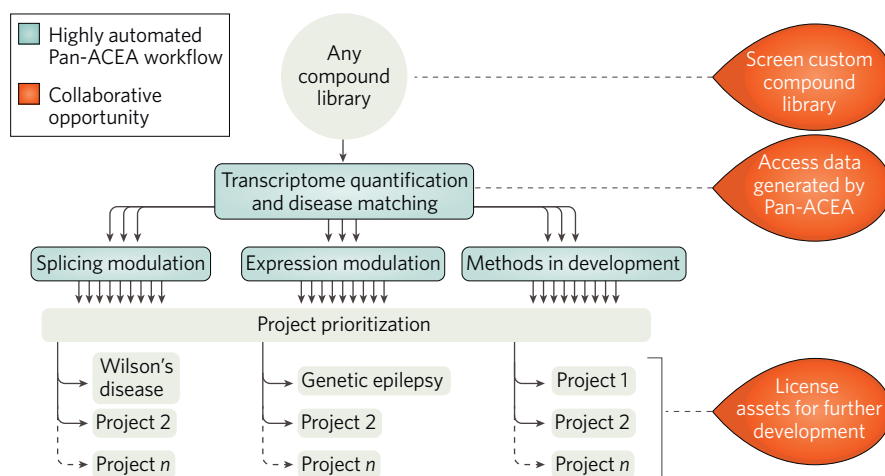 Highly automated
Pan-ACEA workflow
Collaborative
opportunity
Any
compound
library
Screen custom
compound
library
Transcriptome quantification
and disease matching
Access data
generated by
Pan-ACEA
Splicing modulation
Expression modulation
Methods in development
Project prioritization
Wilson's
disease
Project 2
Project n
Genetic epilepsy
Project 2
Project n
Project 1
Project 2
Project n
License
assets for further
development